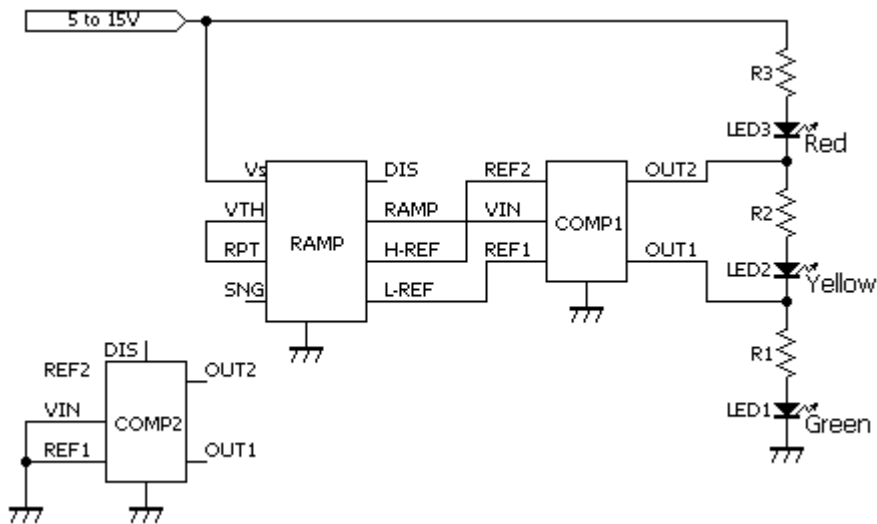 5 to 15V
R3
LED3
Red
Vs
DIS
REF2
OUT2
VTH
RAMP
VIN
R2
RAMP
COMP1
RPT
H-REF
REF1
OUT1
LED2
Yellow
SNG
L-REF
R1
DIS
REF2
OUT2
VIN
COMP2
LED1
Green
REF1
OUT1